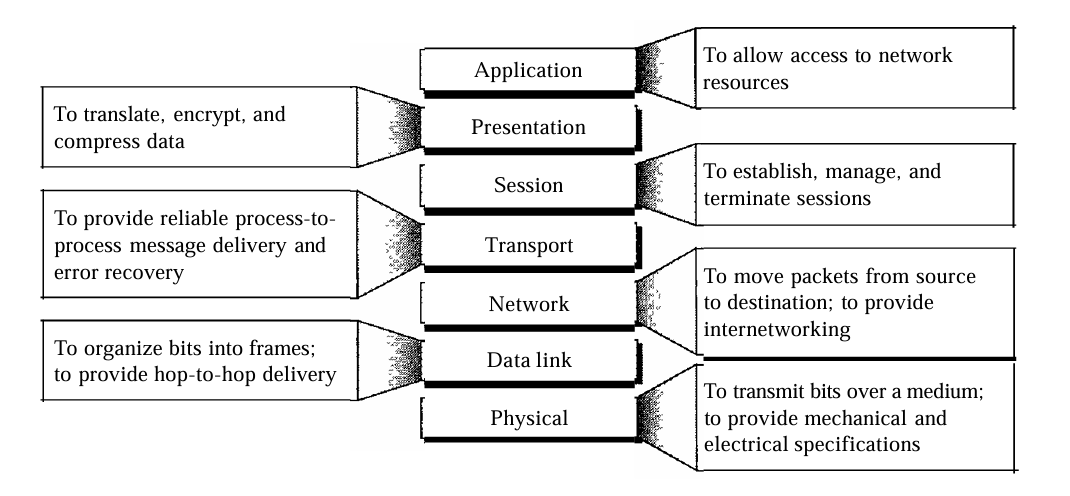 Application
To allow access to network
resources
To translate, encrypt, and
compress data
Presentation
Session
To establish, manage, and
terminate sessions
To provide reliable process-to-
process message delivery and
error recovery
Transport
Network
To move packets from source
to destination; to provide
internetworking
To organize bits into frames;
to provide hop-to-hop delivery
Data link
Physical
To transmit bits over a medium;
to provide mechanical and
electrical specifications